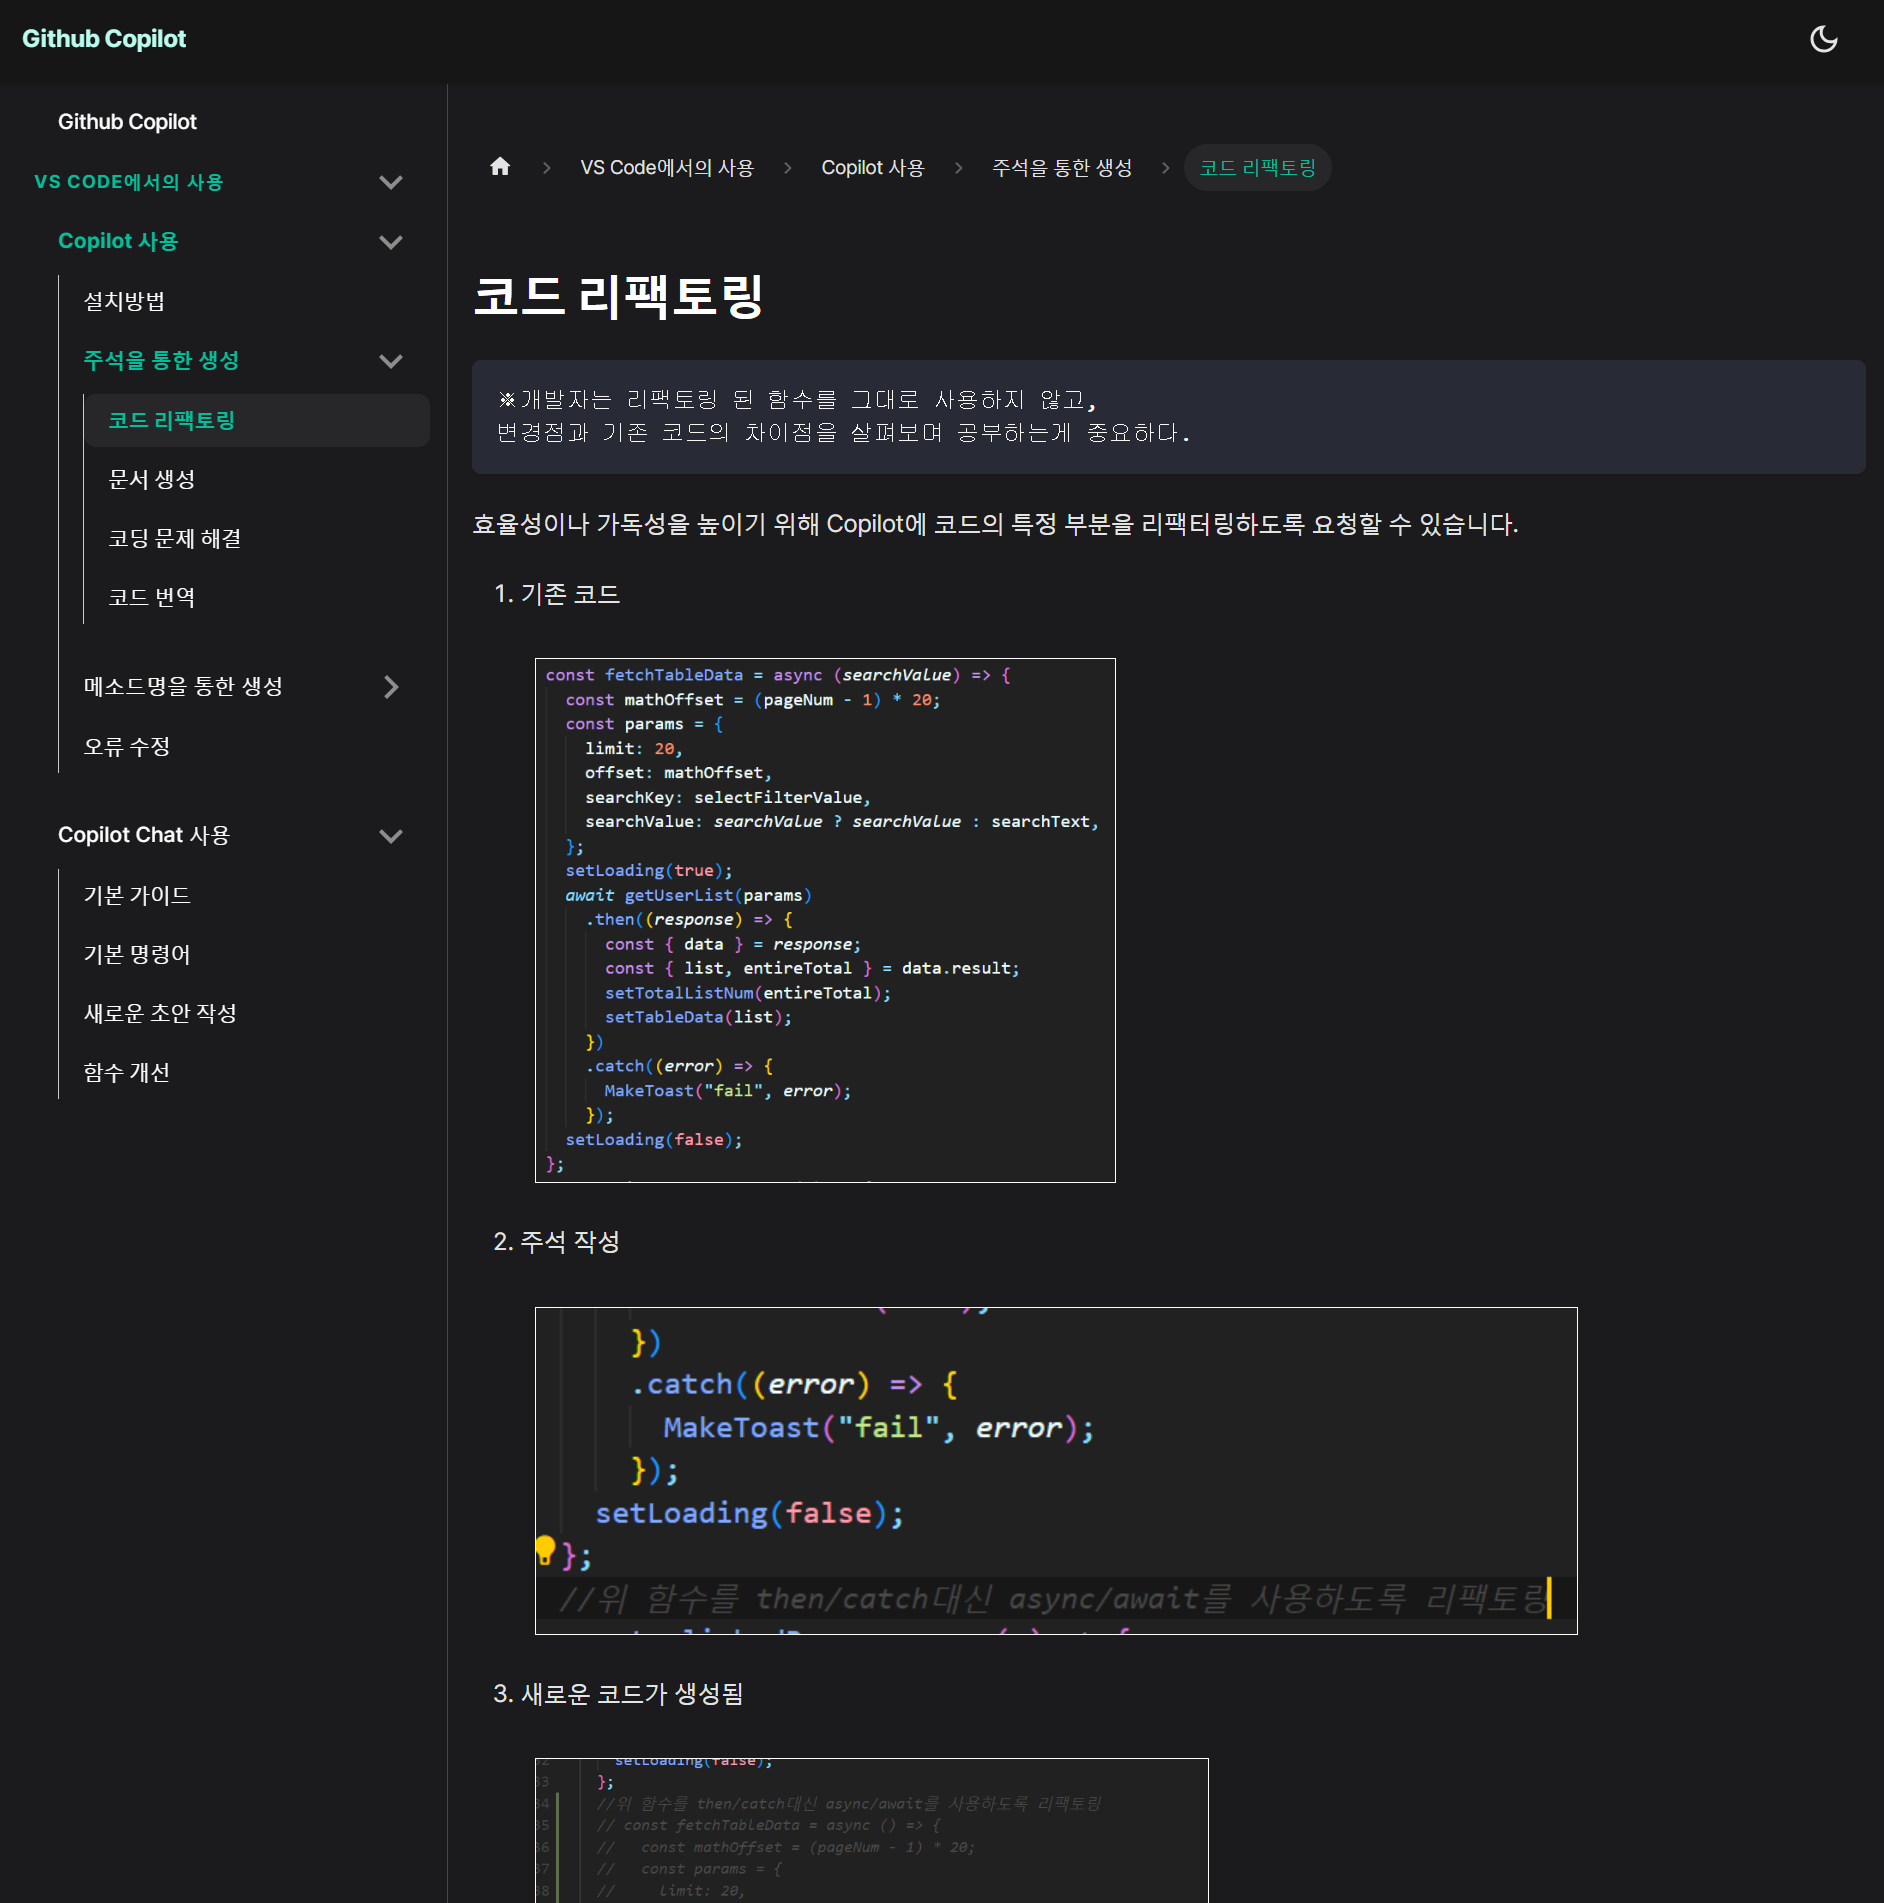 Github Copilot
Github Copilot
VS CODE에서의 사용
Copilot 사용
설치방법
주석을 통한 생성
코드 리팩토링
문서 생성
코딩 문제 해결
코드 번역
메소드명을 통한 생성
오류 수정
Copilot Chat 사용
기본 가이드
기본 명령어
새로운 초안 작성
함수 개선
VS Code에서의 사용 > Copilot 사용 > 주석을 통한 생성 > 코드 리팩토링
코드 리팩토링
※개발자는 리팩토링 된 함수를 그대로 사용하지 않고,
변경점과 기존 코드의 차이점을 살펴보며 공부하는게 중요하다.
효율성이나 가독성을 높이기 위해 Copilot에 코드의 특정 부분을 리팩터링하도록 요청할 수 있습니다.
1. 기존 코드
const fetchTableData = async (searchValue) => {
const mathOffset = (pageNum - 1) * 20;
const params = {
limit: 20,
offset: mathOffset,
searchKey: selectFilterValue,
searchValue: searchValue ? searchValue : searchText,
};
setLoading(true);
await getUserList(params)
.then((response) => {
const { data } = response;
const { list, entireTotal } = data.result;
setTotalListNum(entireTotal);
setTableData(list);
})
.catch((error) => {
MakeToast("fail", error);
});
setLoading(false);
};
2. 주석 작성
})
.catch((error) => {
MakeToast("fail", error);
});
setLoading(false);
};
//위 함수를 then/catch대신 async/await를 사용하도록 리팩토링
3. 새로운 코드가 생성됨
setLoading(false);
33 };
34 //위 함수를 then/catch대신 async/await를 사용하도록 리팩토링
35 // const fetchTableData = async () => {
36 // const mathOffset = (pageNum - 1) * 20;
37 // const params = {
38 // limit: 20,